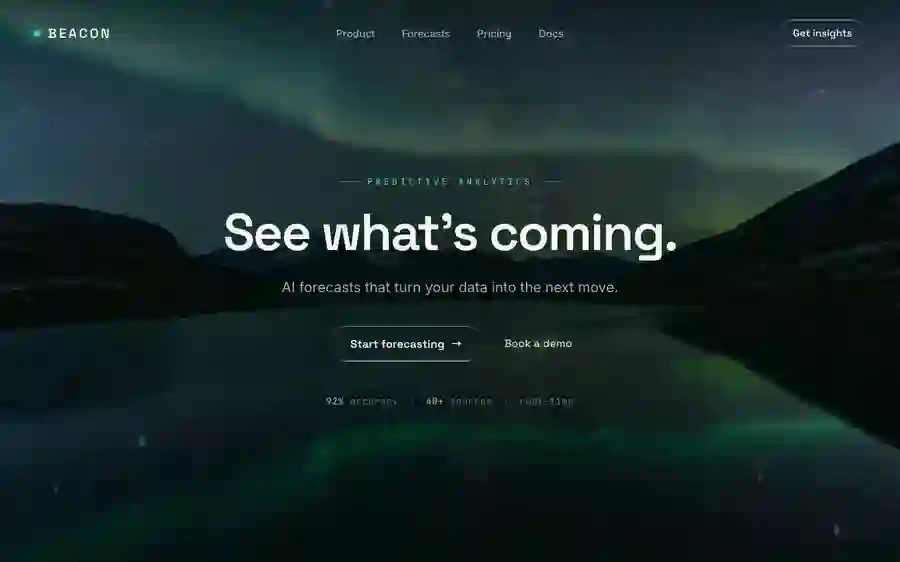 BEACON
Product Forecasts Pricing Docs
Get insights
PREDICTIVE ANALYTICS
See what’s coming.
AI forecasts that turn your data into the next move.
Start forecasting →
Book a demo
92% accuracy | 40+ sources | real-time